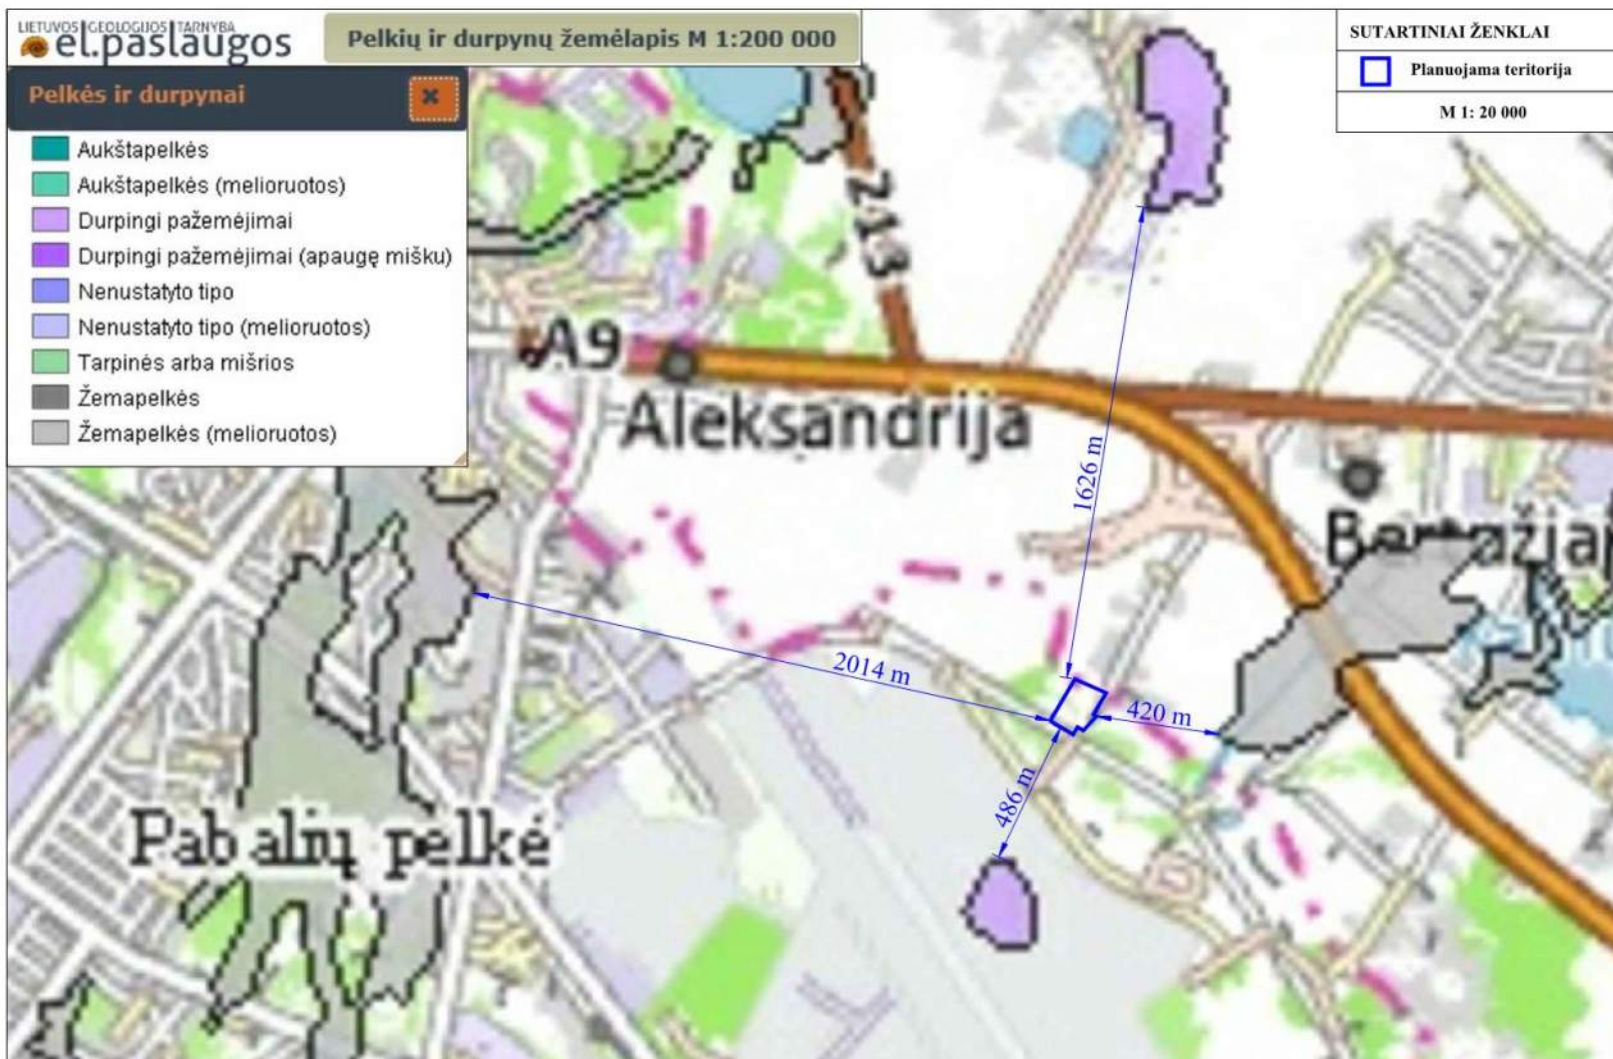 LIETUVOS GEOLOGIJOS TARNYBA
el.paslaugos
Pelkių ir durpynų žemėlapis M 1:200 000
SUTARTINIAI ŽENKLAI
Planuojama teritorija
M 1: 20 000
Pelkės ir durpynai
Aukštapelkės
Aukštapelkės (melioruotos)
Durpingi pažemėjimai
Durpingi pažemėjimai (apaugę mišku)
Nenustatyto tipo
Nenustatyto tipo (melioruotos)
Tarpinės arba mišrios
Žemapelkės
Žemapelkės (melioruotos)
213
A9
Aleksandrija
1626 m
2014 m
420 m
486 m
Pabalių pelkė